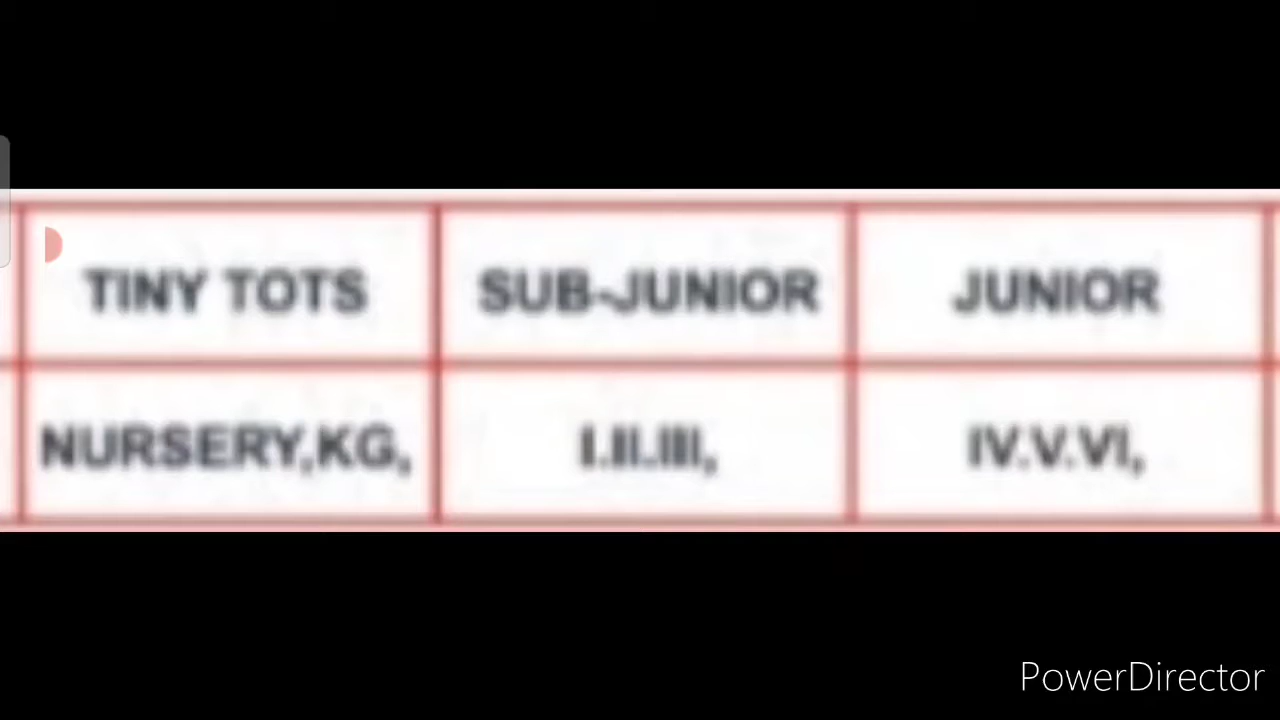 TINY TOTS SUB-JUNIOR JUNIOR
NURSERY,KG, I.II.III, IV.V.VI,
PowerDirector